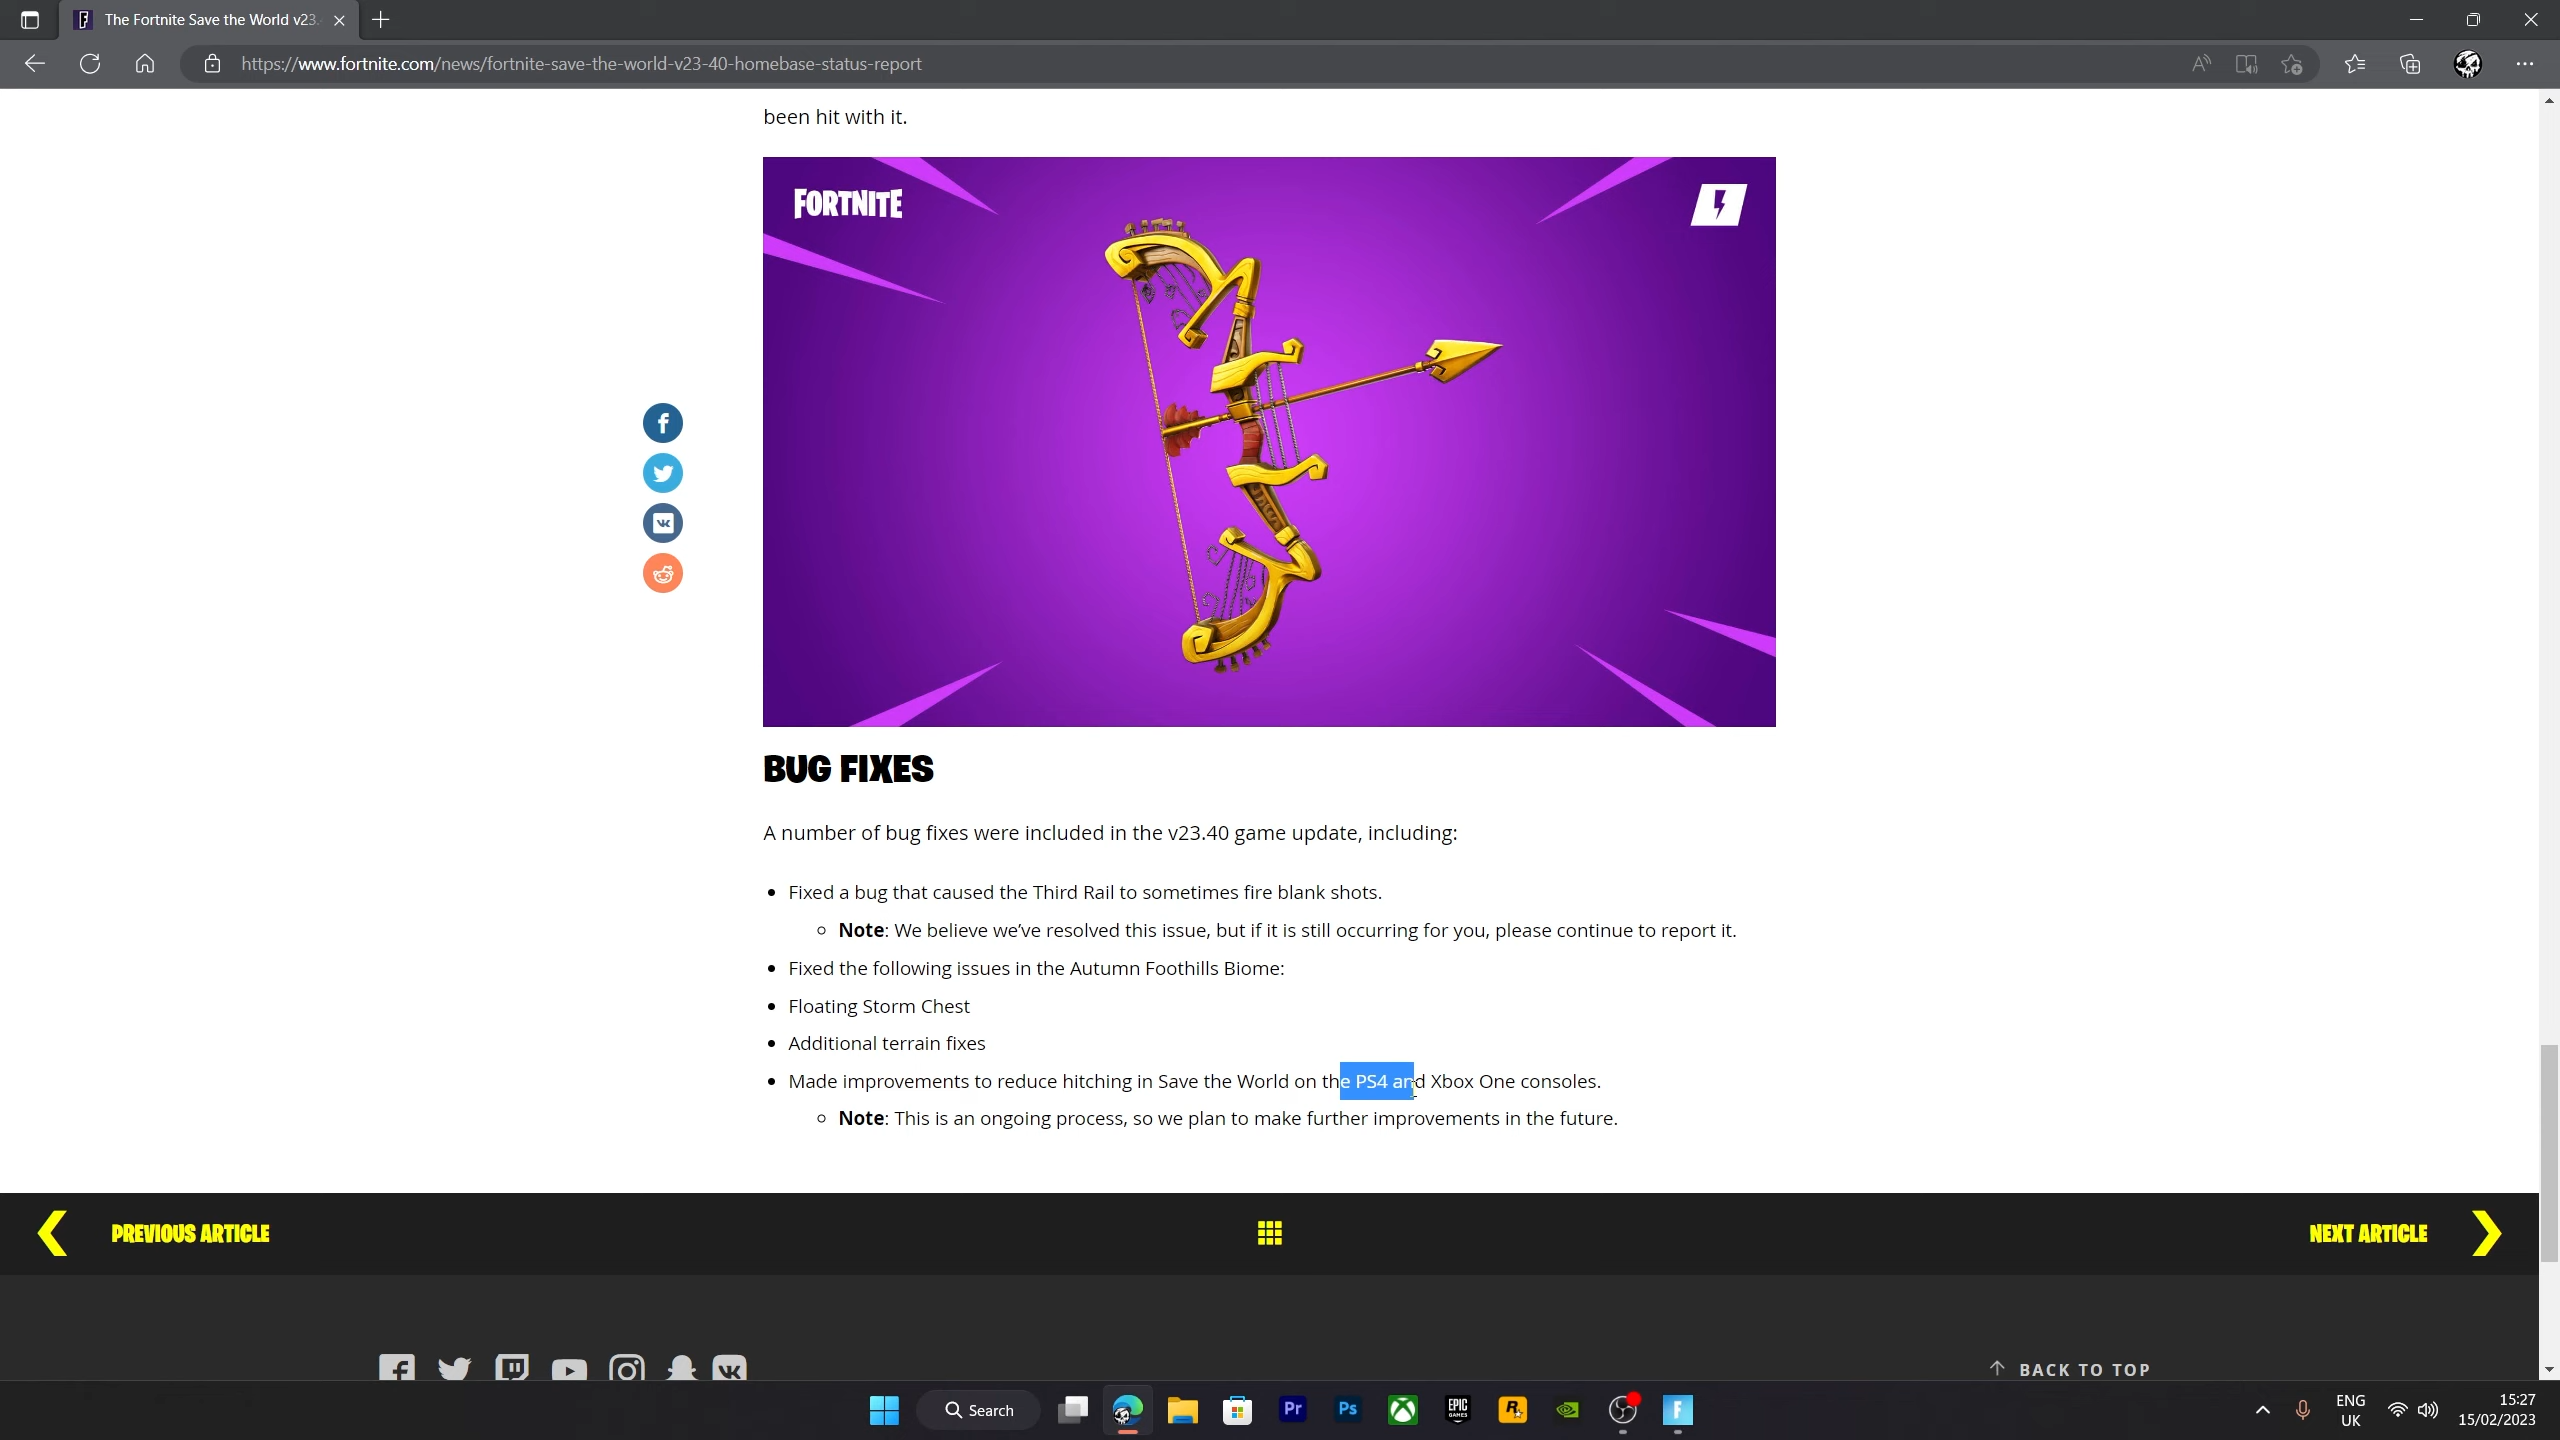 The Fortnite Save the World v23.
https://www.fortnite.com/news/fortnite-save-the-world-v23-40-homebase-status-report
been hit with it.
FORTNITE
BUG FIXES
A number of bug fixes were included in the v23.40 game update, including:
Fixed a bug that caused the Third Rail to sometimes fire blank shots.
Note: We believe we've resolved this issue, but if it is still occurring for you, please continue to report it.
Fixed the following issues in the Autumn Foothills Biome:
Floating Storm Chest
Additional terrain fixes
Made improvements to reduce hitching in Save the World on the PS4 and Xbox One consoles.
Note: This is an ongoing process, so we plan to make further improvements in the future.
PREVIOUS ARTICLE
NEXT ARTICLE
BACK TO TOP
Search
Pr
Ps
EPIC GAMES
ENG
UK
15:27
15/02/2023